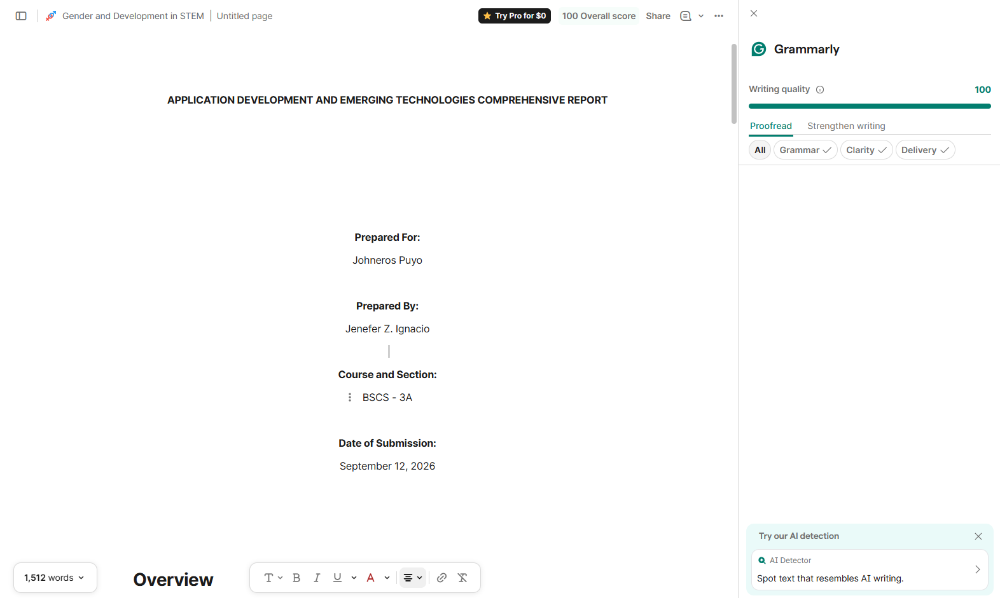 Gender and Development in STEM | Untitled page
Try Pro for $0
100 Overall score
Share
Grammarly
Writing quality
100
Proofread
Strengthen writing
All
Grammar
Clarity
Delivery
APPLICATION DEVELOPMENT AND EMERGING TECHNOLOGIES COMPREHENSIVE REPORT
Prepared For:
Johneros Puyo
Prepared By:
Jenefer Z. Ignacio
Course and Section:
BSCS - 3A
Date of Submission:
September 12, 2026
Overview
1,512 words
T
B
I
U
A
Try our AI detection
AI Detector
Spot text that resembles AI writing.